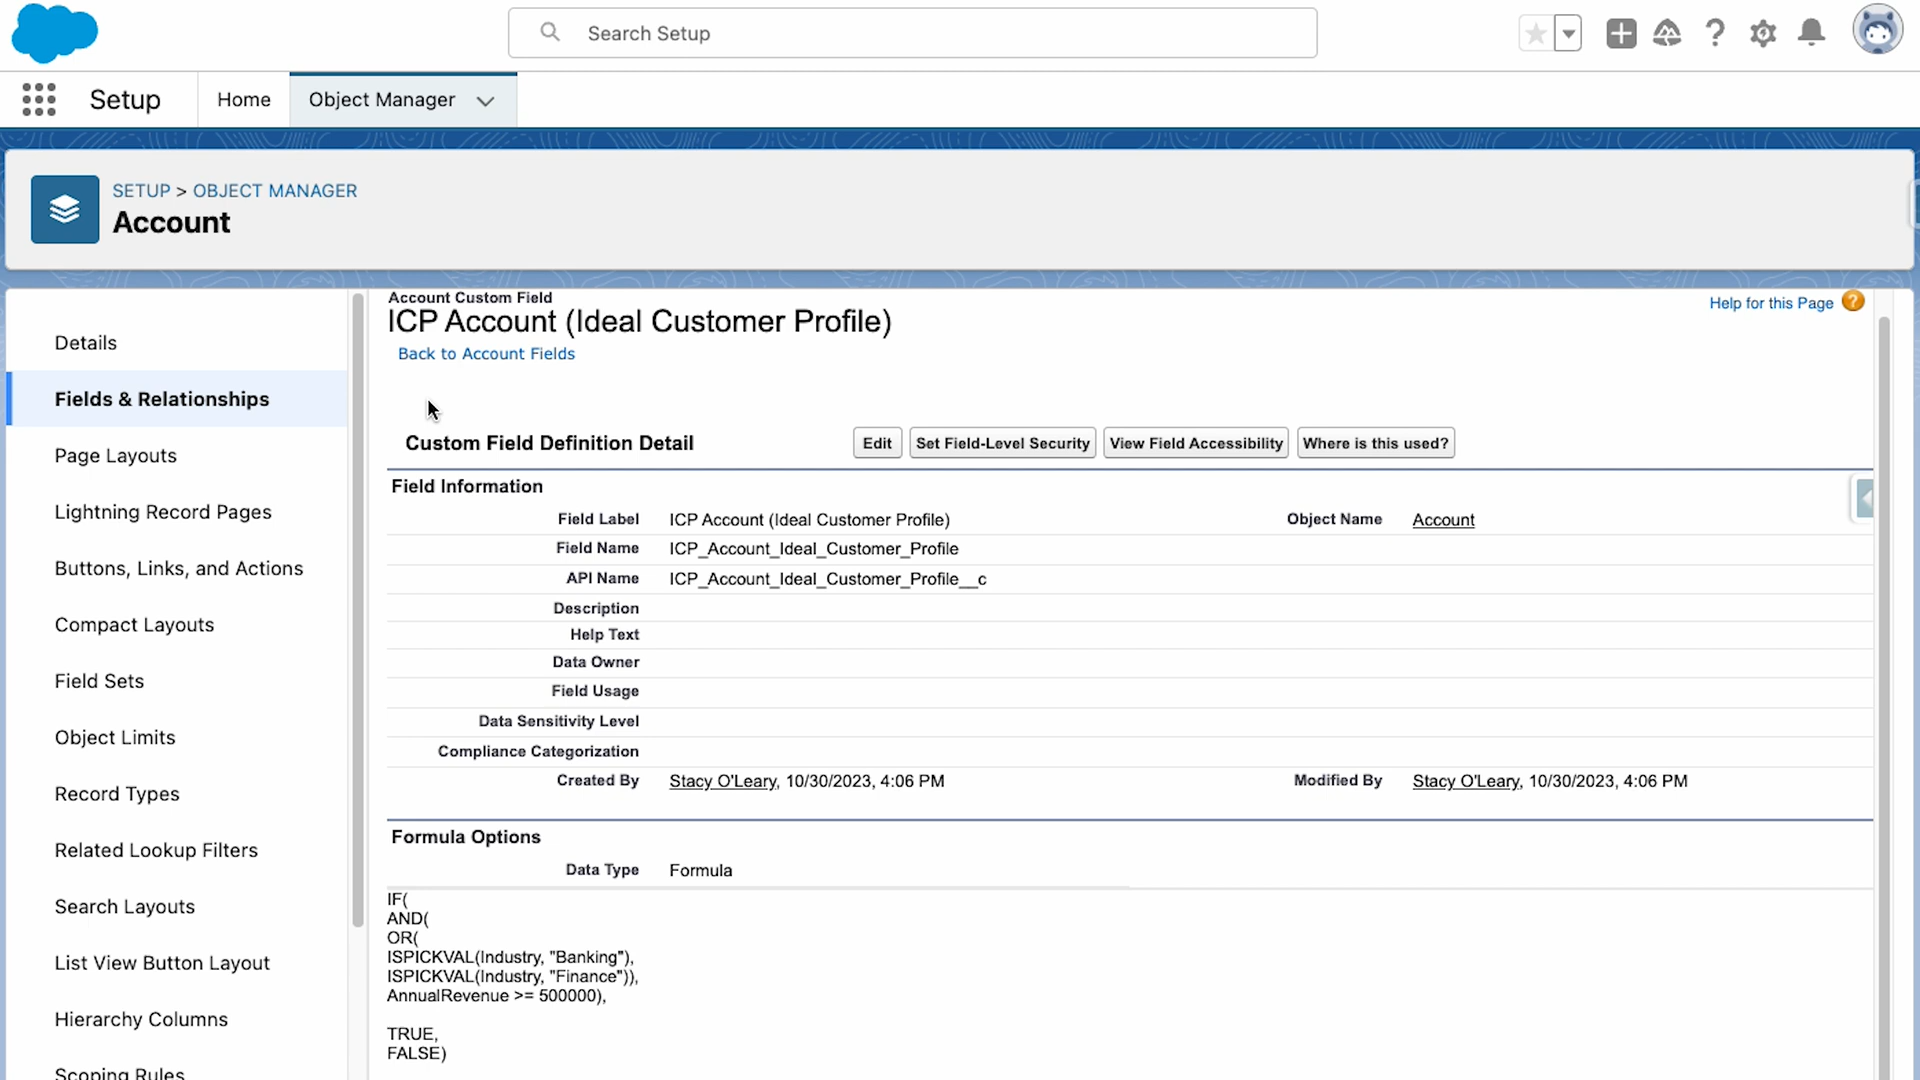 Search Setup
Setup
Home
Object Manager
SETUP > OBJECT MANAGER
Account
Details
Fields & Relationships
Page Layouts
Lightning Record Pages
Buttons, Links, and Actions
Compact Layouts
Field Sets
Object Limits
Record Types
Related Lookup Filters
Search Layouts
List View Button Layout
Hierarchy Columns
Scoping Rules
Account Custom Field
ICP Account (Ideal Customer Profile)
Back to Account Fields
Help for this Page ?
Custom Field Definition Detail
Edit
Set Field-Level Security
View Field Accessibility
Where is this used?
Field Information
Field Label ICP Account (Ideal Customer Profile) Object Name Account
Field Name ICP_Account_Ideal_Customer_Profile
API Name ICP_Account_Ideal_Customer_Profile__c
Description
Help Text
Data Owner
Field Usage
Data Sensitivity Level
Compliance Categorization
Created By Stacy O'Leary, 10/30/2023, 4:06 PM Modified By Stacy O'Leary, 10/30/2023, 4:06 PM
Formula Options
Data Type Formula
IF(
AND(
OR(
ISPICKVAL(Industry, "Banking"),
ISPICKVAL(Industry, "Finance")),
AnnualRevenue >= 500000),
TRUE,
FALSE)